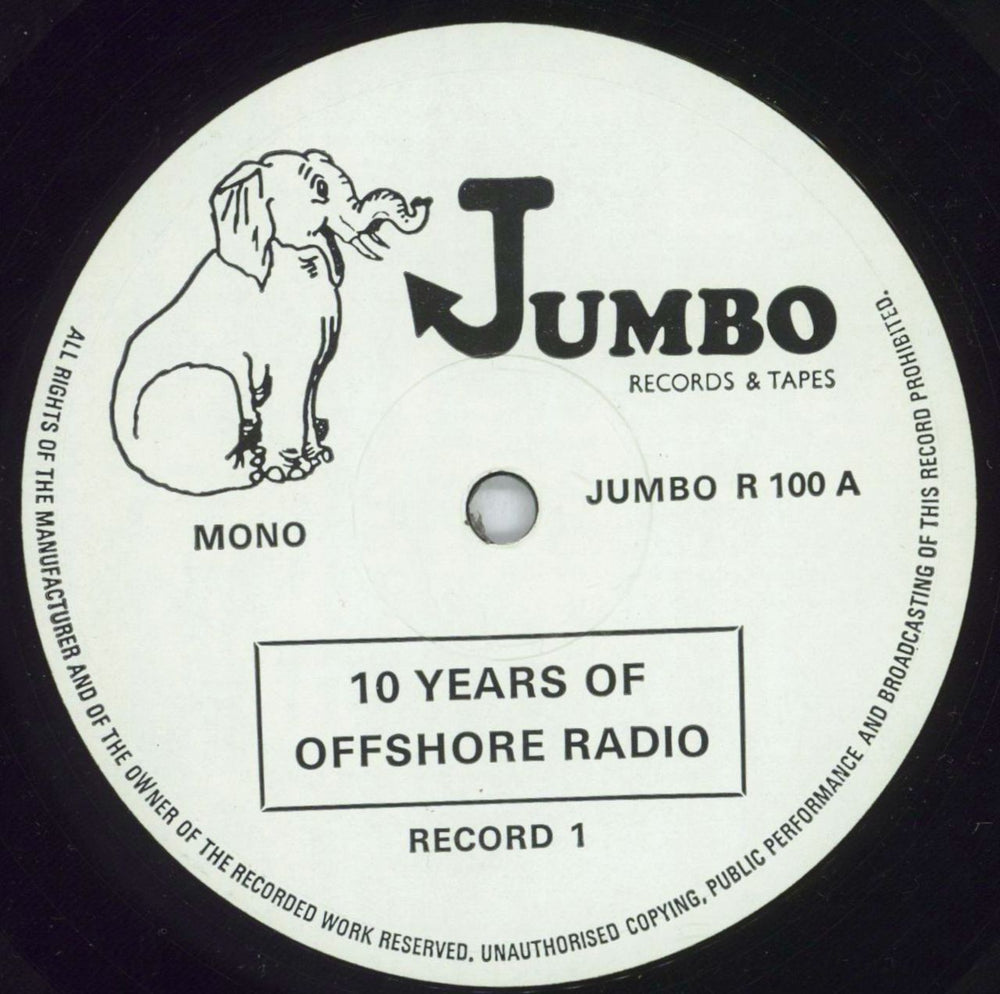 JUMBO
RECORDS & TAPES
JUMBO R 100 A
MONO
10 YEARS OF
OFFSHORE RADIO
RECORD 1
ALL RIGHTS OF THE MANUFACTURER AND OF THE OWNER OF THE RECORDED WORK RESERVED. UNAUTHORISED COPYING, PUBLIC PERFORMANCE AND BROADCASTING OF THIS RECORD PROHIBITED.